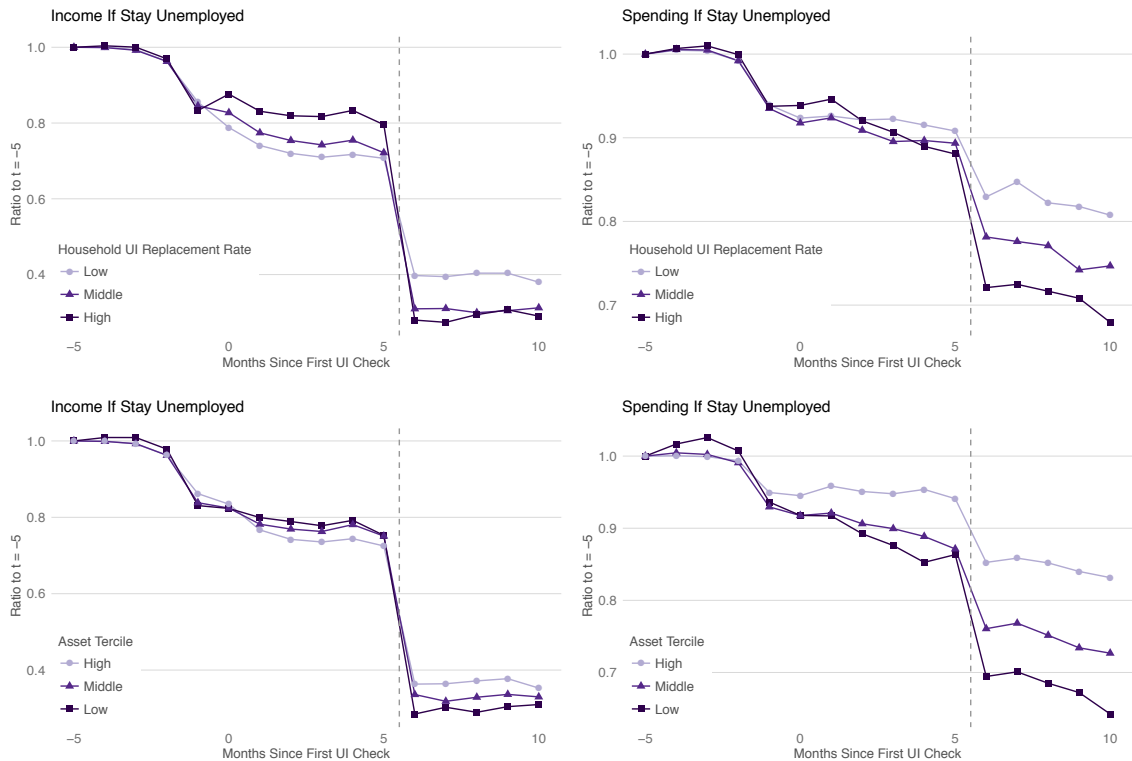 Income If Stay Unemployed
1.0
0.8
0.6
0.4
Ratio to t = −5
Household UI Replacement Rate
Low
Middle
High
−5 0 5 10
Months Since First UI Check
Spending If Stay Unemployed
1.0
0.9
0.8
0.7
Ratio to t = −5
Household UI Replacement Rate
Low
Middle
High
−5 0 5 10
Months Since First UI Check
Income If Stay Unemployed
1.0
0.8
0.6
0.4
Ratio to t = −5
Asset Tercile
High
Middle
Low
−5 0 5 10
Months Since First UI Check
Spending If Stay Unemployed
1.0
0.9
0.8
0.7
Ratio to t = −5
Asset Tercile
High
Middle
Low
−5 0 5 10
Months Since First UI Check